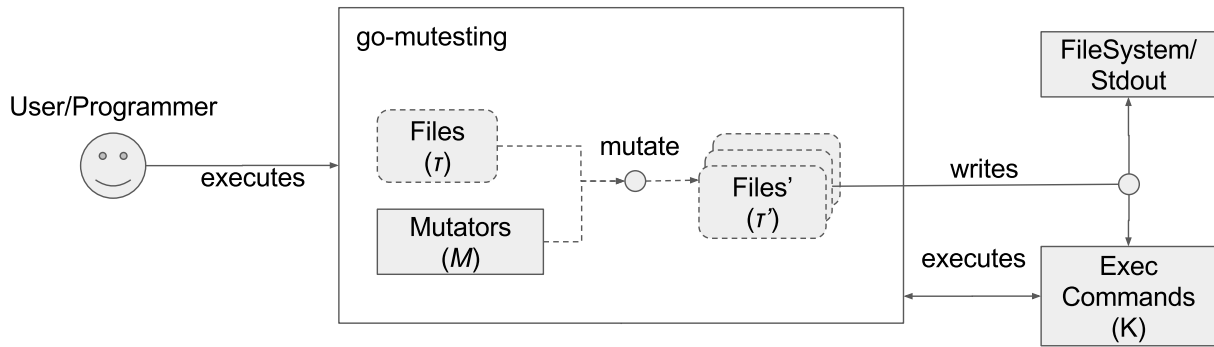 go-mutesting
User/Programmer
executes
Files
(τ)
Mutators
(M)
mutate
Files’
(τ’)
writes
FileSystem/
Stdout
executes
Exec
Commands
(K)